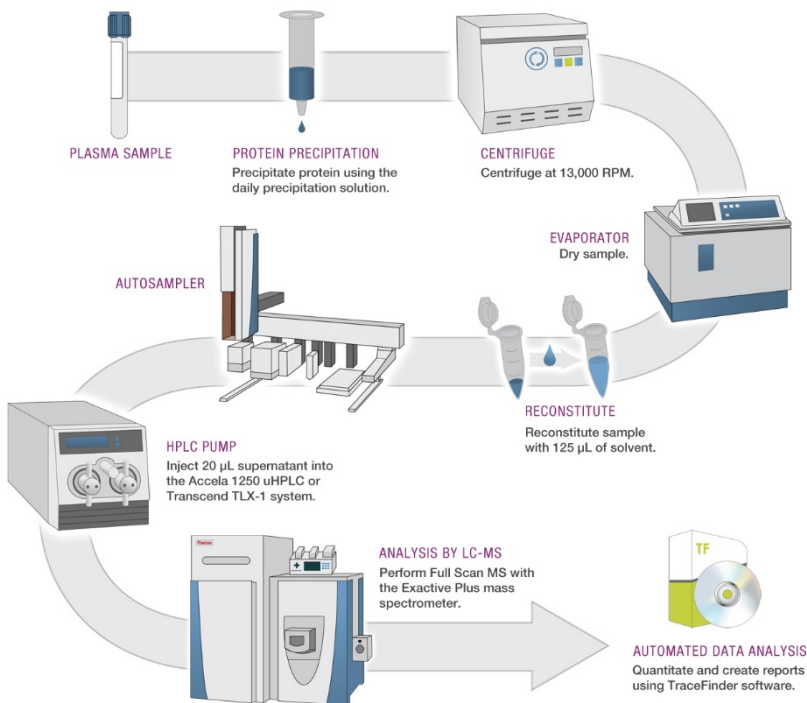 PLASMA SAMPLE
PROTEIN PRECIPITATION
Precipitate protein using the
daily precipitation solution.
CENTRIFUGE
Centrifuge at 13,000 RPM.
EVAPORATOR
Dry sample.
AUTOSAMPLER
RECONSTITUTE
Reconstitute sample
with 125 µL of solvent.
HPLC PUMP
Inject 20 µL supernatant into
the Accela 1250 uHPLC or
Transcend TLX-1 system.
Thermo
ANALYSIS BY LC-MS
Perform Full Scan MS with
the Exactive Plus mass
spectrometer.
TF
AUTOMATED DATA ANALYSIS
Quantitate and create reports
using TraceFinder software.